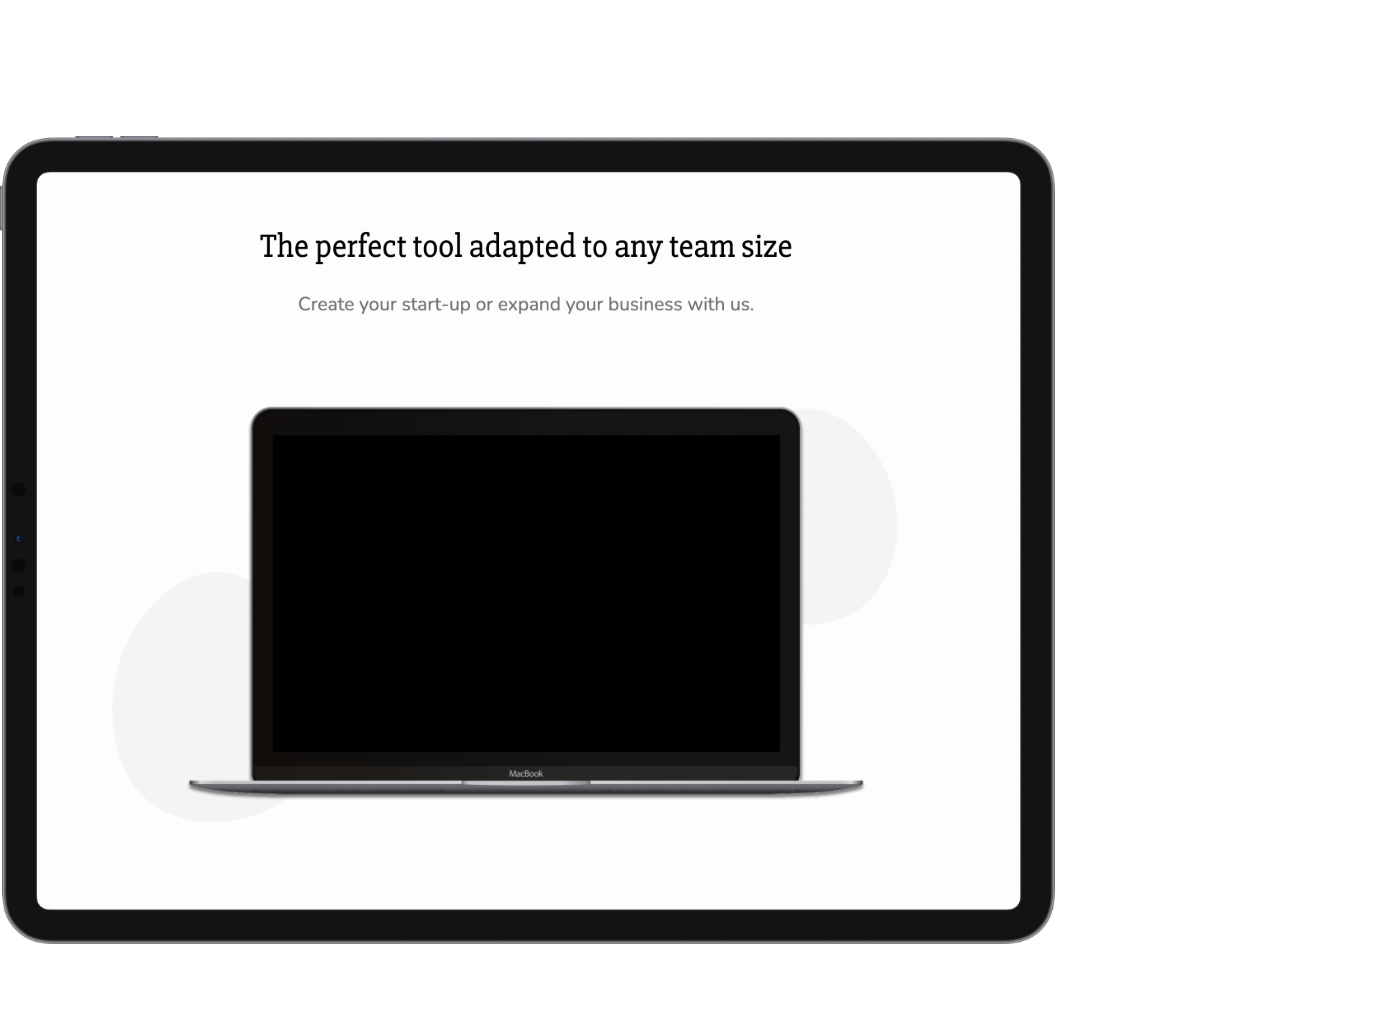 The perfect tool adapted to any team size
Create your start-up or expand your business with us.
MacBook